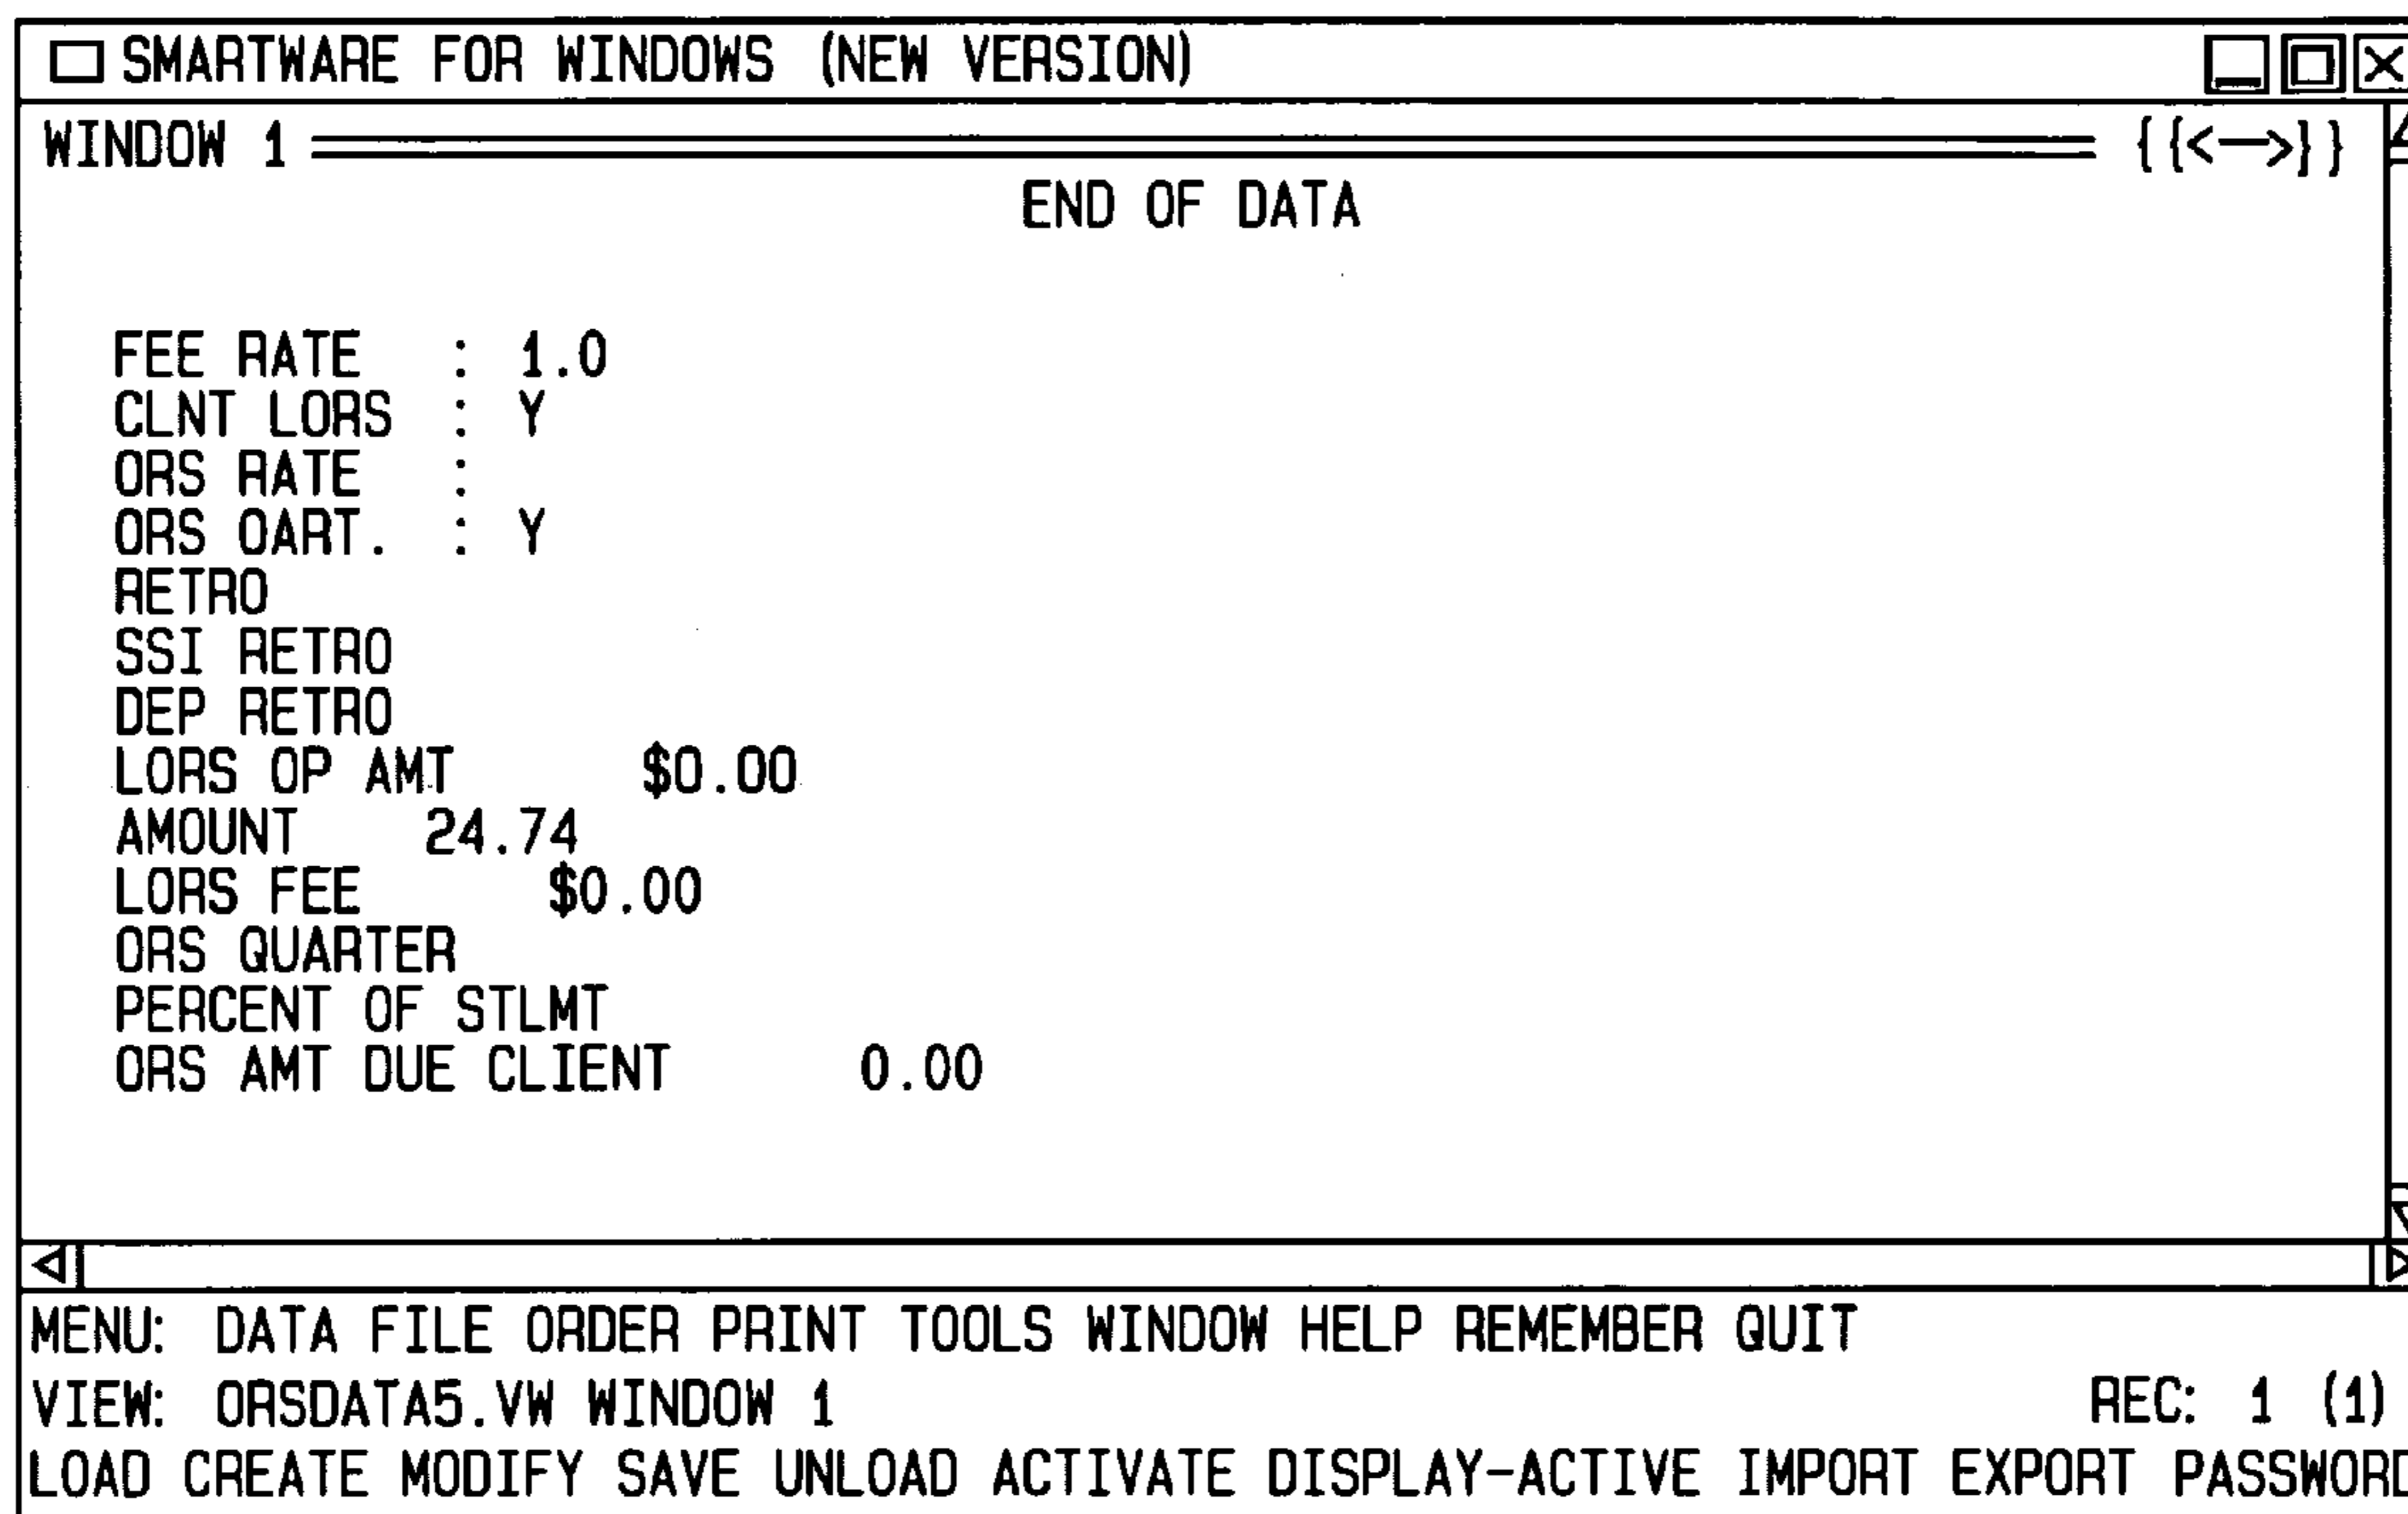 SMARTWARE FOR WINDOWS (NEW VERSION)
WINDOW 1 {{<—>}}
END OF DATA
FEE RATE : 1.0
CLNT LORS : Y
ORS RATE :
ORS OART. : Y
RETRO
SSI RETRO
DEP RETRO
LORS OP AMT $0.00
AMOUNT 24.74
LORS FEE $0.00
ORS QUARTER
PERCENT OF STLMT
ORS AMT DUE CLIENT 0.00
MENU: DATA FILE ORDER PRINT TOOLS WINDOW HELP REMEMBER QUIT
VIEW: ORSDATA5.VW WINDOW 1 REC: 1 (1)
LOAD CREATE MODIFY SAVE UNLOAD ACTIVATE DISPLAY-ACTIVE IMPORT EXPORT PASSWORD